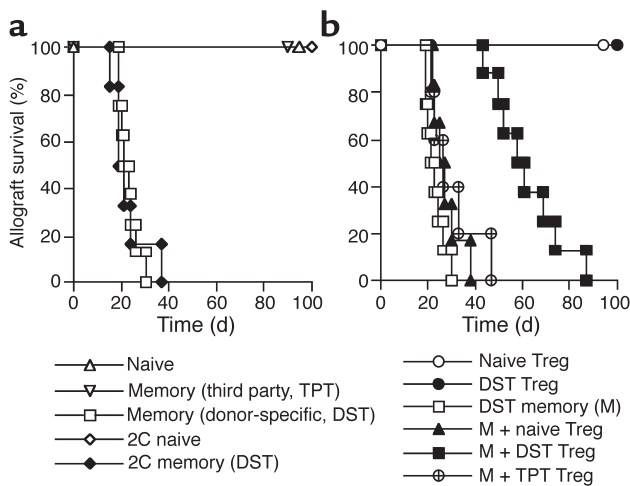 a
b
Allograft survival (%)
100
80
60
40
20
0
0 20 40 60 80 100
Time (d)
100
80
60
40
20
0
0 20 40 60 80 100
Time (d)
Naive
Memory (third party, TPT)
Memory (donor-specific, DST)
2C naive
2C memory (DST)
Naive Treg
DST Treg
DST memory (M)
M + naive Treg
M + DST Treg
M + TPT Treg